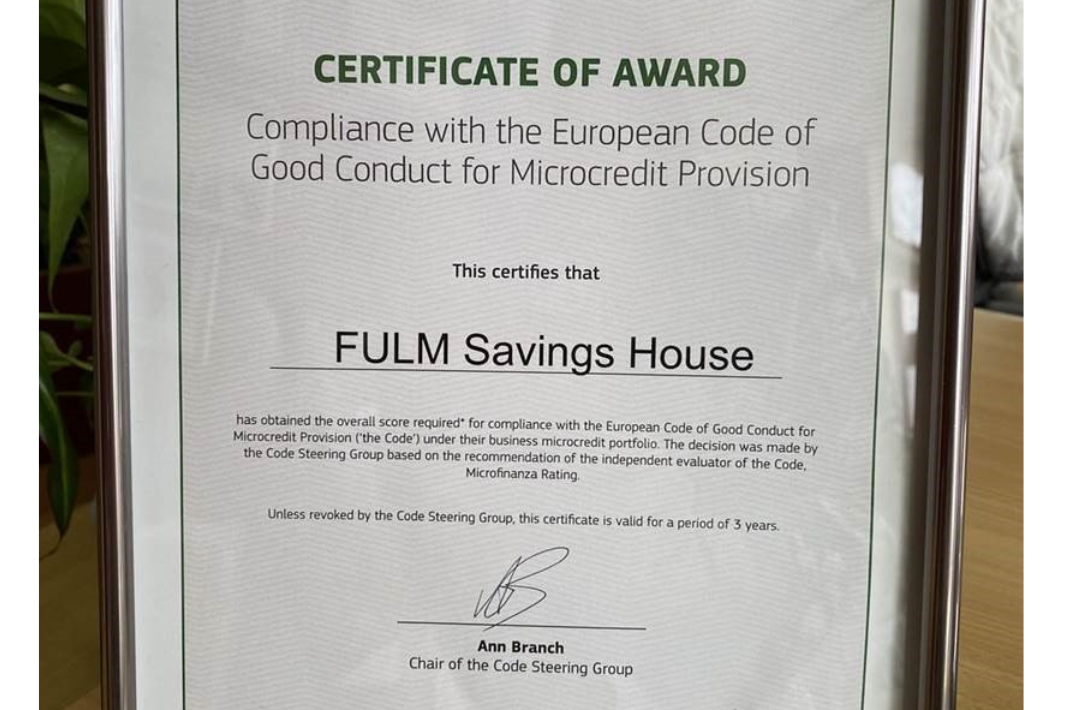 CERTIFICATE OF AWARD
Compliance with the European Code of
Good Conduct for Microcredit Provision
This certifies that
FULM Savings House
has obtained the overall score required* for compliance with the European Code of Good Conduct for
Microcredit Provision ('the Code') under their business microcredit portfolio. The decision was made by
the Code Steering Group based on the recommendation of the independent evaluator of the Code,
Microfinanza Rating.
Unless revoked by the Code Steering Group, this certificate is valid for a period of 3 years.
Ann Branch
Chair of the Code Steering Group